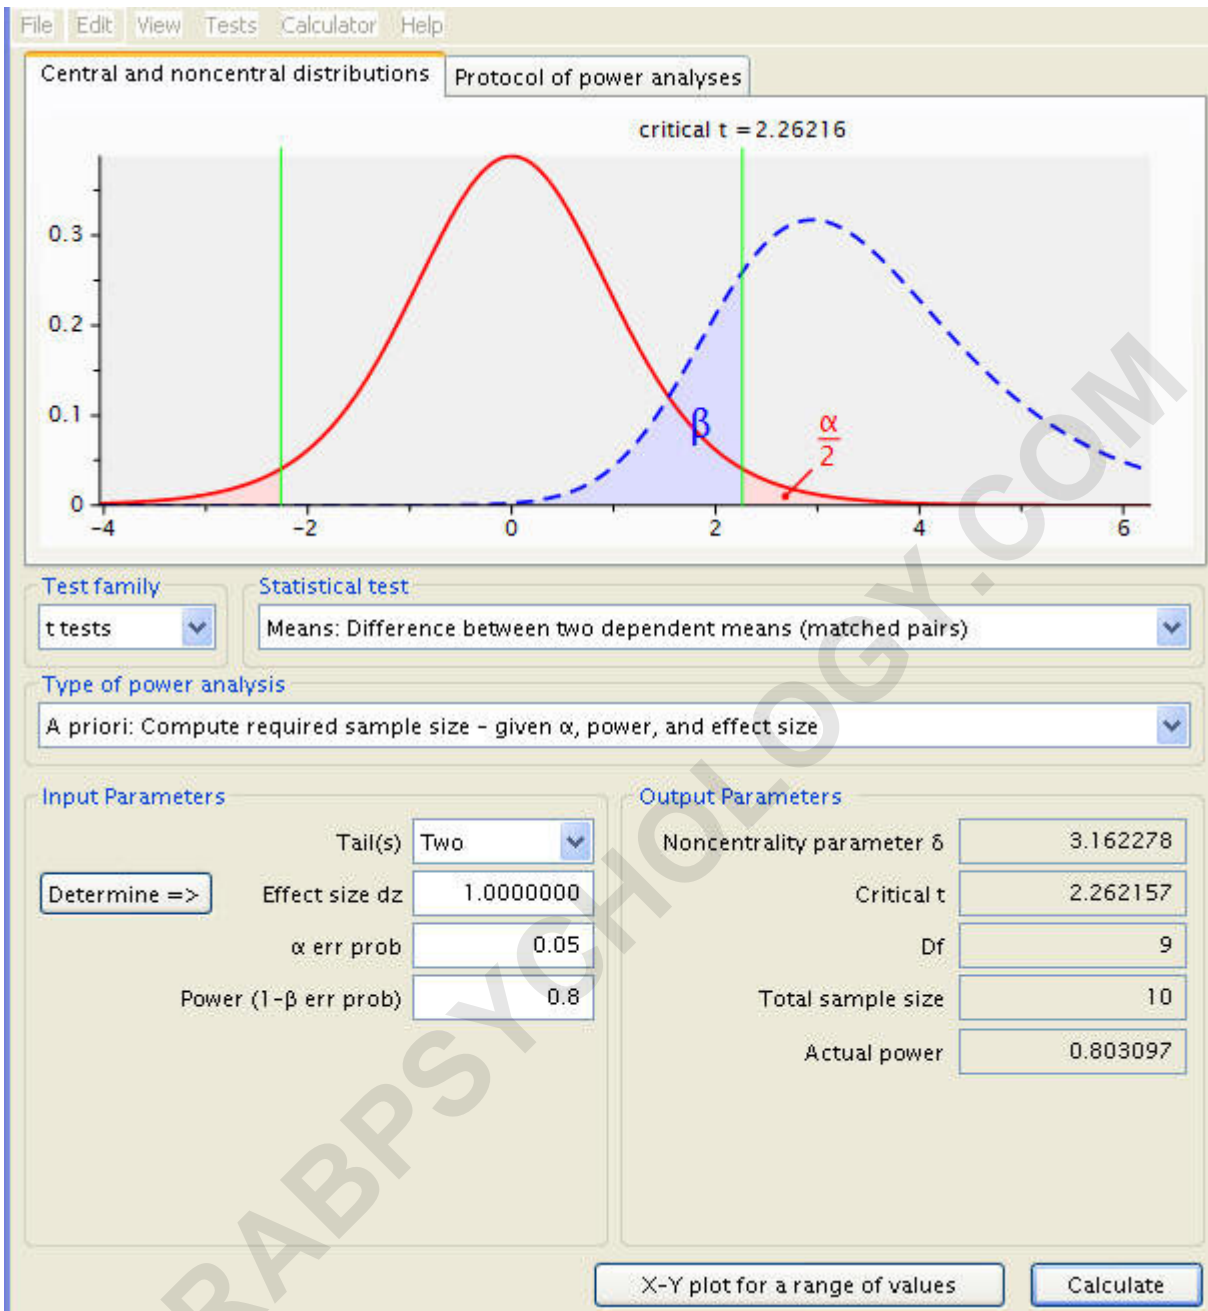 File Edit View Tests Calculator Help
Central and noncentral distributions Protocol of power analyses
critical t = 2.26216
0.3
0.2
0.1
0
β
α
2
-4 -2 0 2 4 6
Test family Statistical test
t tests Means: Difference between two dependent means (matched pairs)
Type of power analysis
A priori: Compute required sample size - given α, power, and effect size
Input Parameters Output Parameters
Tail(s) Two Noncentrality parameter δ 3.162278
Determine => Effect size dz 1.0000000 Critical t 2.262157
α err prob 0.05 Df 9
Power (1-β err prob) 0.8 Total sample size 10
Actual power 0.803097
X-Y plot for a range of values Calculate
RABPSYCHOLOGY.COM